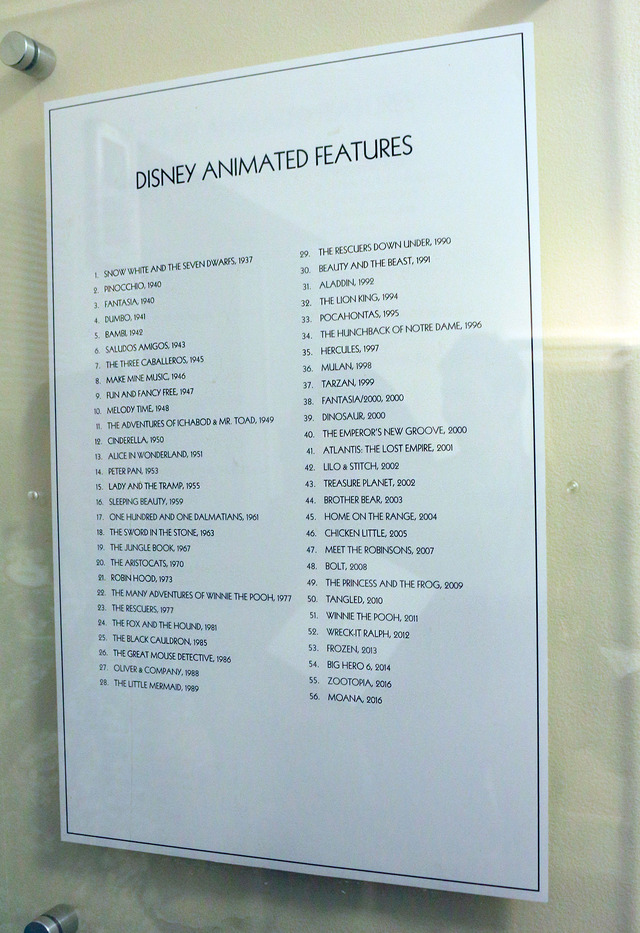 DISNEY ANIMATED FEATURES
1. SNOW WHITE AND THE SEVEN DWARFS, 1937
2. PINOCCHIO, 1940
3. FANTASIA, 1940
4. DUMBO, 1941
5. BAMBI, 1942
6. SALUDOS AMIGOS, 1943
7. THE THREE CABALLEROS, 1945
8. MAKE MINE MUSIC, 1946
9. FUN AND FANCY FREE, 1947
10. MELODY TIME, 1948
11. THE ADVENTURES OF ICHABOD & MR. TOAD, 1949
12. CINDERELLA, 1950
13. ALICE IN WONDERLAND, 1951
14. PETER PAN, 1953
15. LADY AND THE TRAMP, 1955
16. SLEEPING BEAUTY, 1959
17. ONE HUNDRED AND ONE DALMATIANS, 1961
18. THE SWORD IN THE STONE, 1963
19. THE JUNGLE BOOK, 1967
20. THE ARISTOCATS, 1970
21. ROBIN HOOD, 1973
22. THE MANY ADVENTURES OF WINNIE THE POOH, 1977
23. THE RESCUERS, 1977
24. THE FOX AND THE HOUND, 1981
25. THE BLACK CAULDRON, 1985
26. THE GREAT MOUSE DETECTIVE, 1986
27. OLIVER & COMPANY, 1988
28. THE LITTLE MERMAID, 1989
29. THE RESCUERS DOWN UNDER, 1990
30. BEAUTY AND THE BEAST, 1991
31. ALADDIN, 1992
32. THE LION KING, 1994
33. POCAHONTAS, 1995
34. THE HUNCHBACK OF NOTRE DAME, 1996
35. HERCULES, 1997
36. MULAN, 1998
37. TARZAN, 1999
38. FANTASIA/2000, 2000
39. DINOSAUR, 2000
40. THE EMPEROR'S NEW GROOVE, 2000
41. ATLANTIS: THE LOST EMPIRE, 2001
42. LILO & STITCH, 2002
43. TREASURE PLANET, 2002
44. BROTHER BEAR, 2003
45. HOME ON THE RANGE, 2004
46. CHICKEN LITTLE, 2005
47. MEET THE ROBINSONS, 2007
48. BOLT, 2008
49. THE PRINCESS AND THE FROG, 2009
50. TANGLED, 2010
51. WINNIE THE POOH, 2011
52. WRECK-IT RALPH, 2012
53. FROZEN, 2013
54. BIG HERO 6, 2014
55. ZOOTOPIA, 2016
56. MOANA, 2016